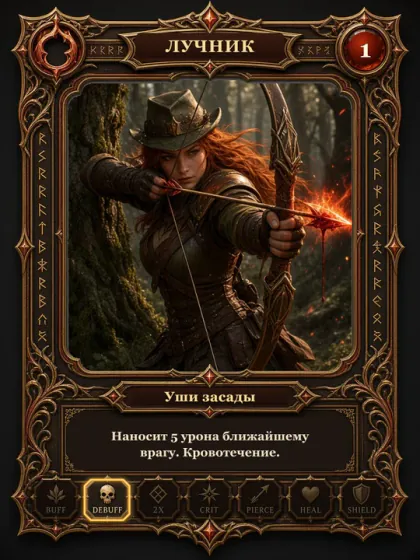 ЛУЧНИК
1
Уши засады
Наносит 5 урона ближайшему
врагу. Кровотечение.
BUFF
DEBUFF
2X
CRIT
PIERCE
HEAL
SHIELD